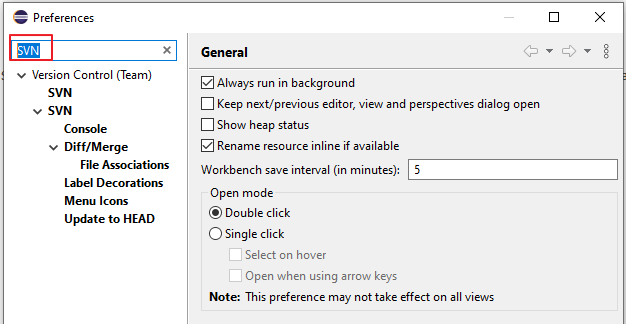 Preferences
SVN
General
Version Control (Team)
SVN
SVN
Console
Diff/Merge
File Associations
Label Decorations
Menu Icons
Update to HEAD
Always run in background
Keep next/previous editor, view and perspectives dialog open
Show heap status
Rename resource inline if available
Workbench save interval (in minutes): 5
Open mode
Double click
Single click
Select on hover
Open when using arrow keys
Note: This preference may not take effect on all views